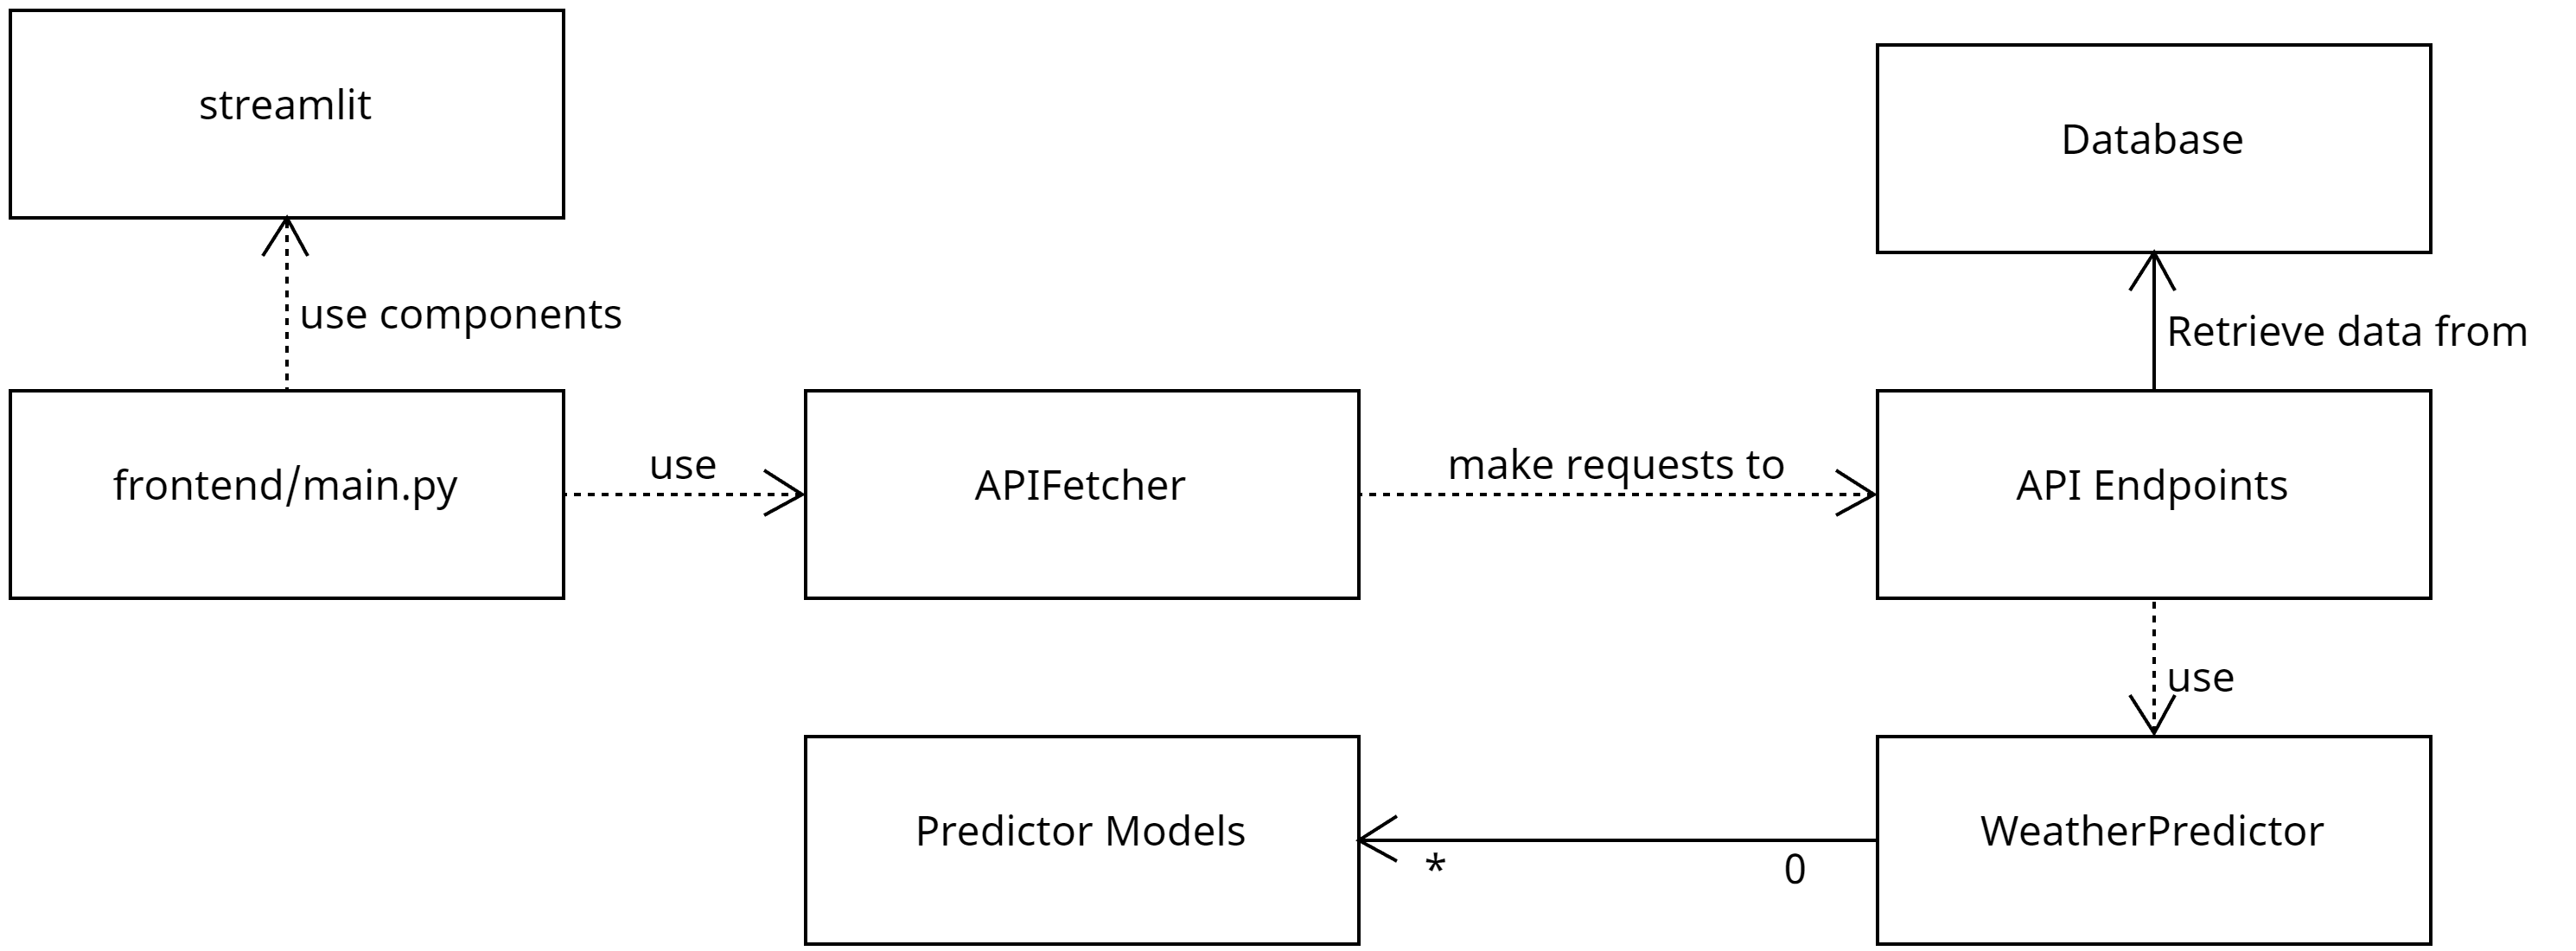 streamlit
Database
use components
Retrieve data from
frontend/main.py
use
APIFetcher
make requests to
API Endpoints
use
Predictor Models
*
0
WeatherPredictor